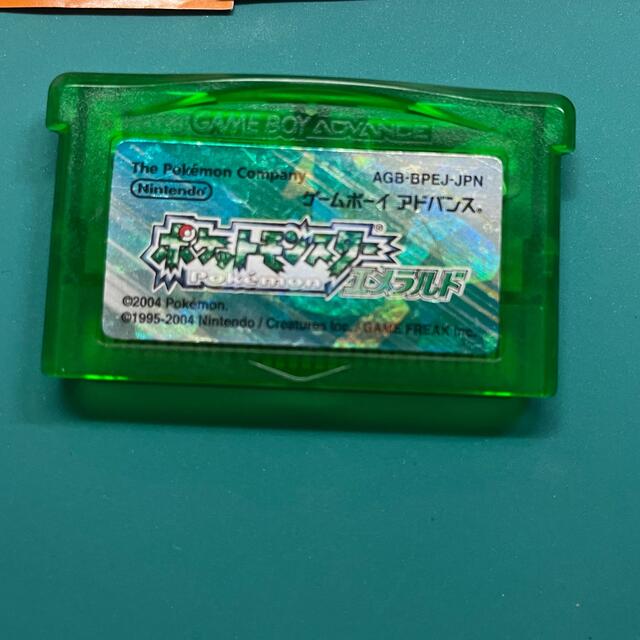 GAME BOY ADVANCE
The Pokémon Company
AGB-BPEJ-JPN
Nintendo
ゲームボーイ アドバンス®
ポケットモンスター®
Pokémon
エメラルド
©2004 Pokémon.
©1995-2004 Nintendo / Creatures inc. / GAME FREAK inc.